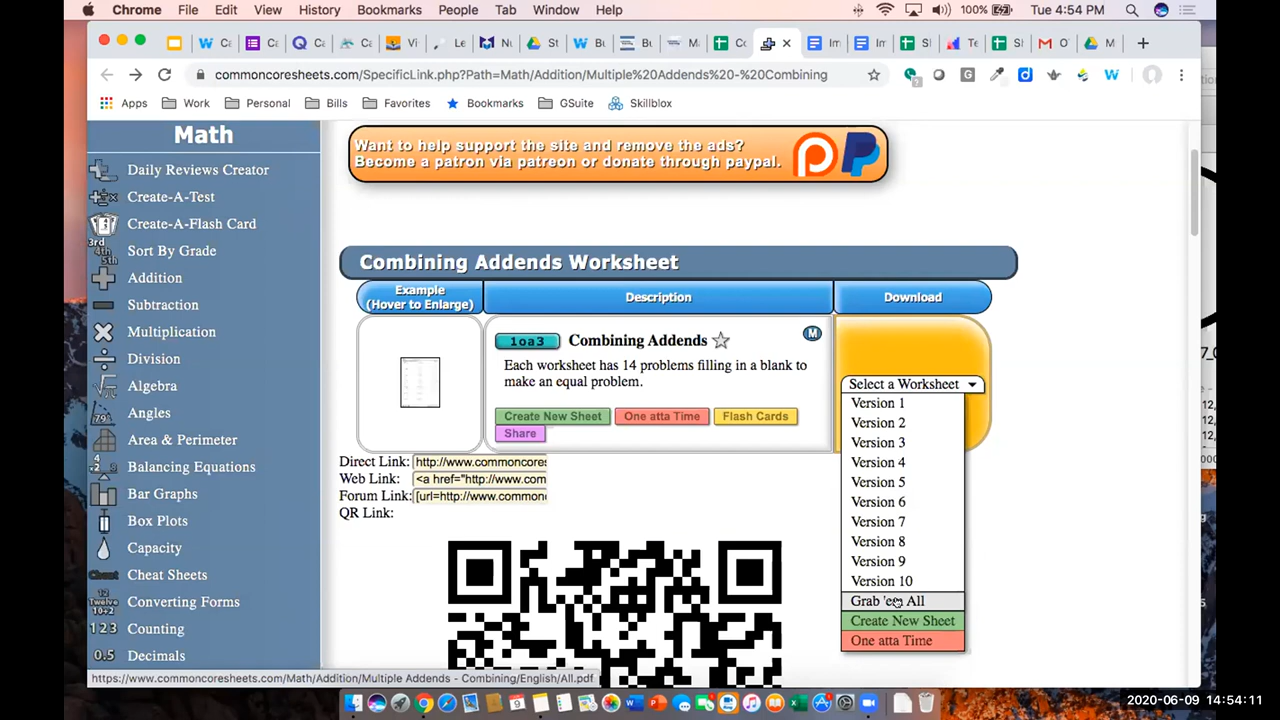 Chrome File Edit View History Bookmarks People Tab Window Help 100% Tue 4:54 PM
commoncoresheets.com/SpecificLink.php?Path=Math/Addition/Multiple%20Addends%20-%20Combining
Apps Work Personal Bills Favorites Bookmarks GSuite Skillblox
Math
Daily Reviews Creator
Create-A-Test
Create-A-Flash Card
Sort By Grade
Addition
Subtraction
Multiplication
Division
Algebra
Angles
Area & Perimeter
Balancing Equations
Bar Graphs
Box Plots
Capacity
Cheat Sheets
Converting Forms
Counting
Decimals
Want to help support the site and remove the ads?
Become a patron via patreon or donate through paypal.
Combining Addends Worksheet
Example
(Hover to Enlarge)
Description
Download
1oa3 Combining Addends
M
Each worksheet has 14 problems filling in a blank to
make an equal problem.
Create New Sheet One atta Time Flash Cards
Share
Direct Link: http://www.commoncores
Web Link: <a href="http://www.com
Forum Link: [url=http://www.common
QR Link:
Select a Worksheet
Version 1
Version 2
Version 3
Version 4
Version 5
Version 6
Version 7
Version 8
Version 9
Version 10
Grab 'em All
Create New Sheet
One atta Time
https://www.commoncoresheets.com/Math/Addition/Multiple Addends - Combining/English/All.pdf
2020-06-09 14:54:11